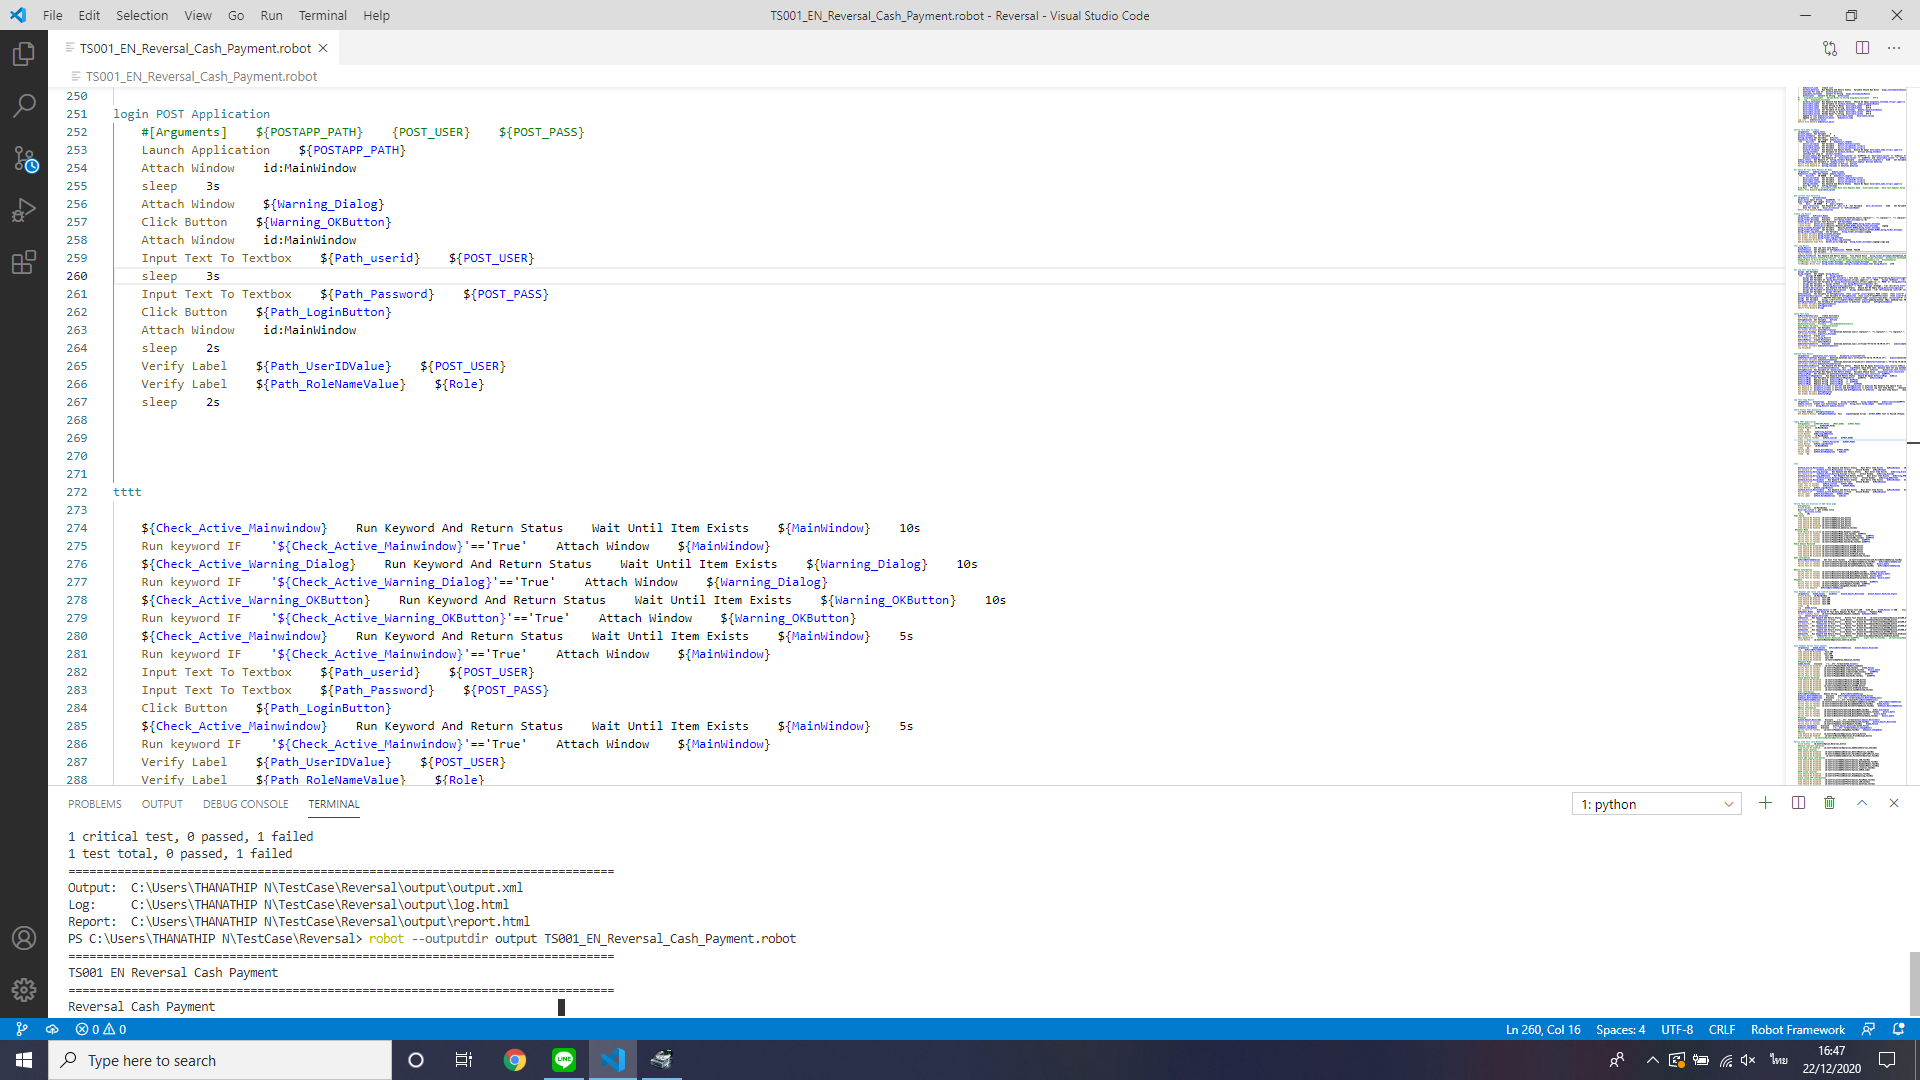 File Edit Selection View Go Run Terminal Help
TS001_EN_Reversal_Cash_Payment.robot - Reversal - Visual Studio Code
TS001_EN_Reversal_Cash_Payment.robot
TS001_EN_Reversal_Cash_Payment.robot
250
251 login POST Application
252 #[Arguments] ${POSTAPP_PATH} {POST_USER} ${POST_PASS}
253 Launch Application ${POSTAPP_PATH}
254 Attach Window id:MainWindow
255 sleep 3s
256 Attach Window ${Warning_Dialog}
257 Click Button ${Warning_OKButton}
258 Attach Window id:MainWindow
259 Input Text To Textbox ${Path_userid} ${POST_USER}
260 sleep 3s
261 Input Text To Textbox ${Path_Password} ${POST_PASS}
262 Click Button ${Path_LoginButton}
263 Attach Window id:MainWindow
264 sleep 2s
265 Verify Label ${Path_UserIDValue} ${POST_USER}
266 Verify Label ${Path_RoleNameValue} ${Role}
267 sleep 2s
268
269
270
271
272 tttt
273
274 ${Check_Active_Mainwindow} Run Keyword And Return Status Wait Until Item Exists ${MainWindow} 10s
275 Run keyword IF '${Check_Active_Mainwindow}'=='True' Attach Window ${MainWindow}
276 ${Check_Active_Warning_Dialog} Run Keyword And Return Status Wait Until Item Exists ${Warning_Dialog} 10s
277 Run keyword IF '${Check_Active_Warning_Dialog}'=='True' Attach Window ${Warning_Dialog}
278 ${Check_Active_Warning_OKButton} Run Keyword And Return Status Wait Until Item Exists ${Warning_OKButton} 10s
279 Run keyword IF '${Check_Active_Warning_OKButton}'=='True' Attach Window ${Warning_OKButton}
280 ${Check_Active_Mainwindow} Run Keyword And Return Status Wait Until Item Exists ${MainWindow} 5s
281 Run keyword IF '${Check_Active_Mainwindow}'=='True' Attach Window ${MainWindow}
282 Input Text To Textbox ${Path_userid} ${POST_USER}
283 Input Text To Textbox ${Path_Password} ${POST_PASS}
284 Click Button ${Path_LoginButton}
285 ${Check_Active_Mainwindow} Run Keyword And Return Status Wait Until Item Exists ${MainWindow} 5s
286 Run keyword IF '${Check_Active_Mainwindow}'=='True' Attach Window ${MainWindow}
287 Verify Label ${Path_UserIDValue} ${POST_USER}
288 Verify Label ${Path_RoleNameValue} ${Role}
PROBLEMS OUTPUT DEBUG CONSOLE TERMINAL 1: python
1 critical test, 0 passed, 1 failed
1 test total, 0 passed, 1 failed
==============================================================================
Output: C:\Users\THANATHIP N\TestCase\Reversal\output\output.xml
Log: C:\Users\THANATHIP N\TestCase\Reversal\output\log.html
Report: C:\Users\THANATHIP N\TestCase\Reversal\output\report.html
PS C:\Users\THANATHIP N\TestCase\Reversal> robot --outputdir output TS001_EN_Reversal_Cash_Payment.robot
==============================================================================
TS001 EN Reversal Cash Payment
==============================================================================
Reversal Cash Payment
0 0 Ln 260, Col 16 Spaces: 4 UTF-8 CRLF Robot Framework
Type here to search
LINE
ไทย
16:47
22/12/2020